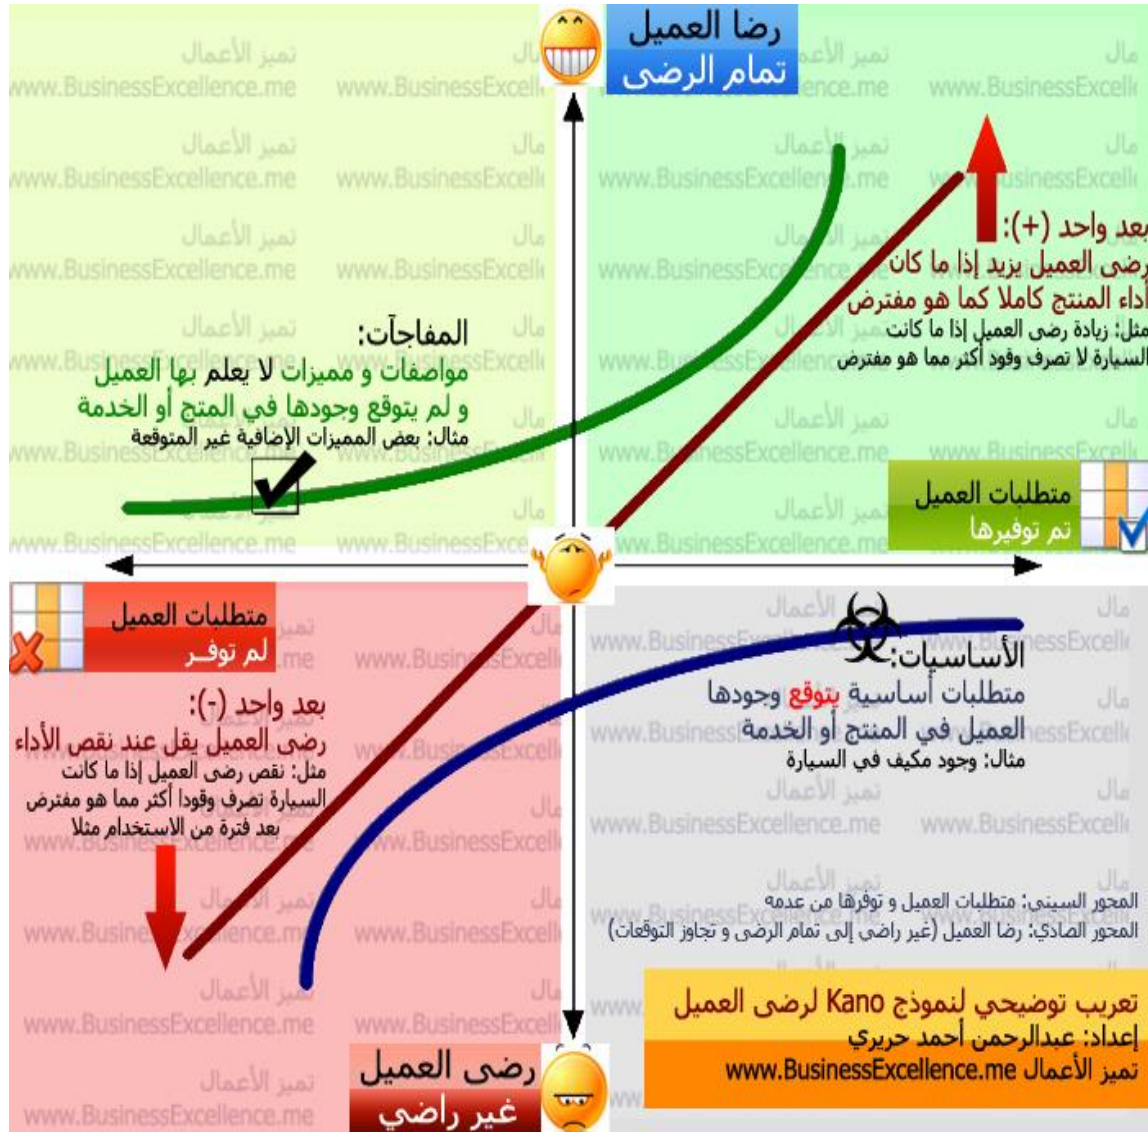 رضا العميل
تمام الرضى
بعد واحد (+):
رضى العميل يزيد إذا ما كان
أداء المنتج كاملا كما هو مفترض
مثل: زيادة رضى العميل إذا ما كانت
السيارة لا تصرف وقود أكثر مما هو مفترض
المفاجآت:
مواصفات و مميزات لا يعلم بها العميل
و لم يتوقع وجودها في المتج أو الخدمة
مثال: بعض المميزات الإضافية غير المتوقعة
متطلبات العميل
تم توفيرها
متطلبات العميل
لم توفــر
الأساسيات:
متطلبات أساسية يتوقع وجودها
العميل في المنتج أو الخدمة
مثال: وجود مكيف في السيارة
بعد واحد (-):
رضى العميل يقل عند نقص الأداء
مثل: نقص رضى العميل إذا ما كانت
السيارة تصرف وقودا أكثر مما هو مفترض
بعد فترة من الاستخدام مثلا
المحور السيني: متطلبات العميل و توفرها من عدمه
المحور الصادي: رضا العميل (غير راضي إلى تمام الرضى و تجاوز التوقعات)
تعريب توضيحي لنموذج Kano لرضى العميل
إعداد: عبدالرحمن أحمد حريري
تميز الأعمال www.BusinessExcellence.me
رضى العميل
غير راضي
تميز الأعمال
www.BusinessExcellence.me